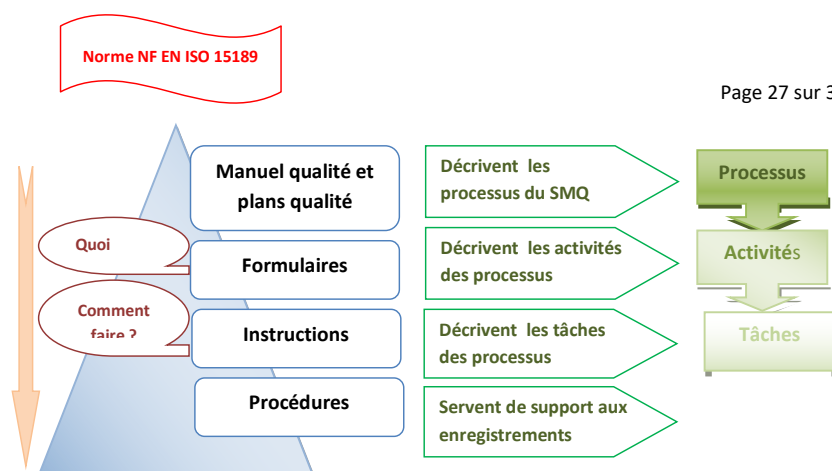 Norme NF EN ISO 15189
Page 27 sur 3
Manuel qualité et
plans qualité
Décrivent les
processus du SMQ
Processus
Quoi
Formulaires
Décrivent les activités
des processus
Activités
Comment
faire ?
Instructions
Décrivent les tâches
des processus
Tâches
Procédures
Servent de support aux
enregistrements